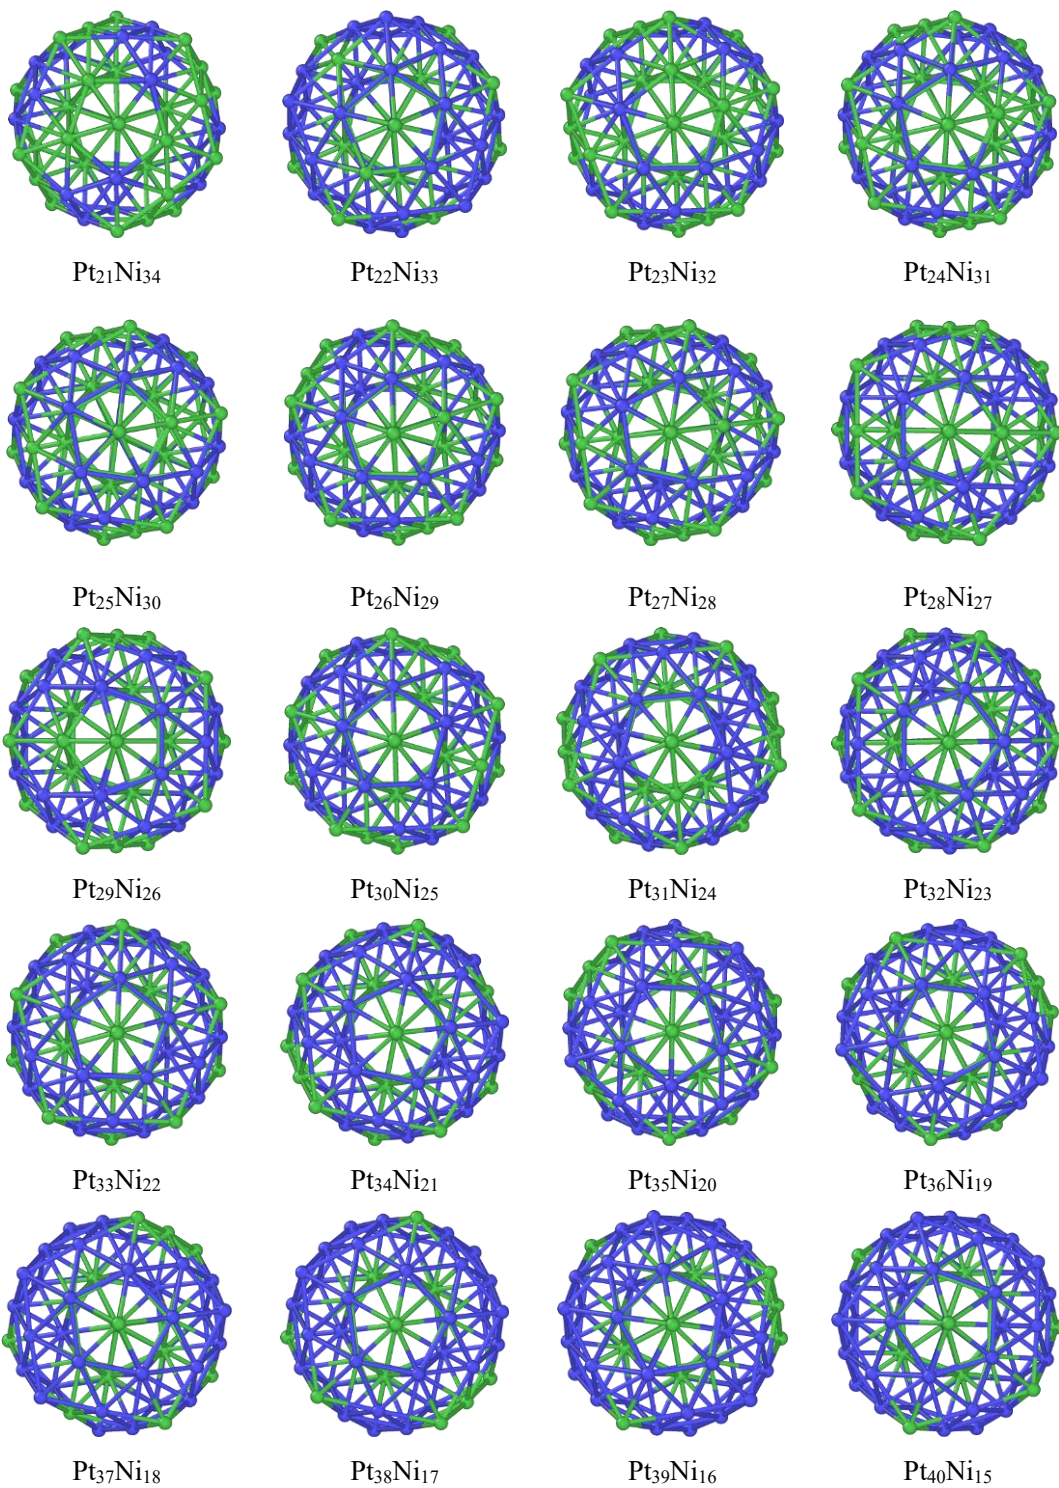 Pt₂₁Ni₃₄ Pt₂₂Ni₃₃ Pt₂₃Ni₃₂ Pt₂₄Ni₃₁
Pt₂₅Ni₃₀ Pt₂₆Ni₂₉ Pt₂₇Ni₂₈ Pt₂₈Ni₂₇
Pt₂₉Ni₂₆ Pt₃₀Ni₂₅ Pt₃₁Ni₂₄ Pt₃₂Ni₂₃
Pt₃₃Ni₂₂ Pt₃₄Ni₂₁ Pt₃₅Ni₂₀ Pt₃₆Ni₁₉
Pt₃₇Ni₁₈ Pt₃₈Ni₁₇ Pt₃₉Ni₁₆ Pt₄₀Ni₁₅